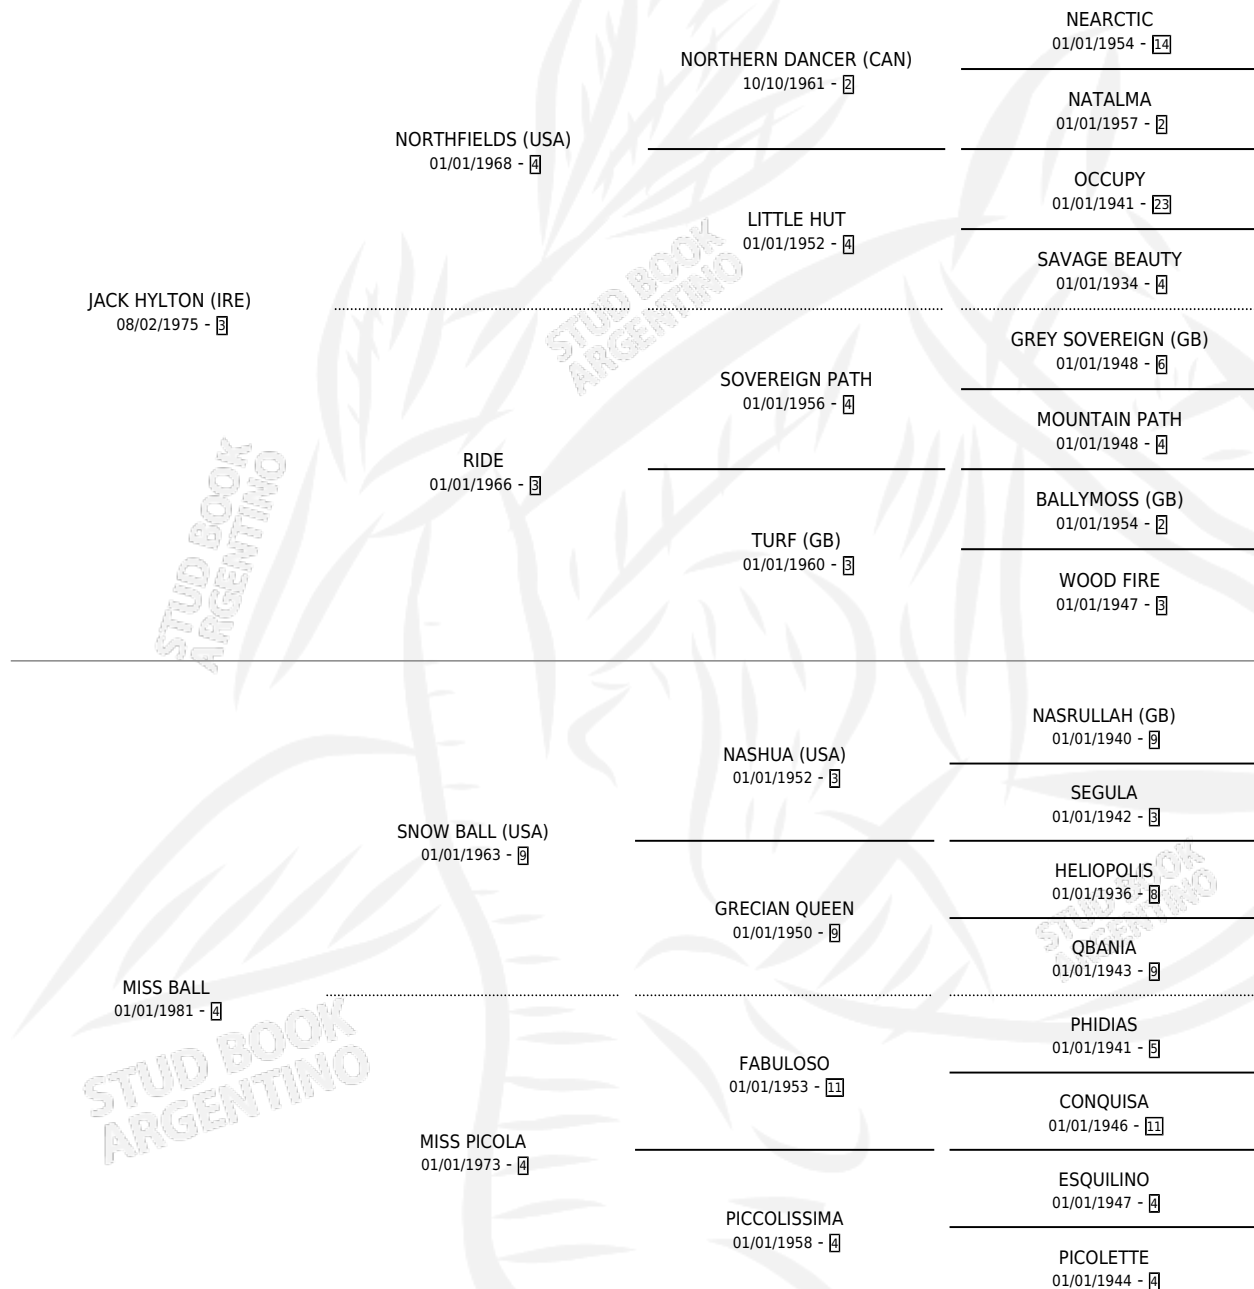 NEARCTIC
01/01/1954 - 14
NORTHERN DANCER (CAN)
10/10/1961 - 2
NATALMA
01/01/1957 - 2
NORTHFIELDS (USA)
01/01/1968 - 4
OCCUPY
01/01/1941 - 23
LITTLE HUT
01/01/1952 - 4
SAVAGE BEAUTY
01/01/1934 - 4
JACK HYLTON (IRE)
08/02/1975 - 3
GREY SOVEREIGN (GB)
01/01/1948 - 6
SOVEREIGN PATH
01/01/1956 - 4
MOUNTAIN PATH
01/01/1948 - 4
RIDE
01/01/1966 - 3
BALLYMOSS (GB)
01/01/1954 - 2
TURF (GB)
01/01/1960 - 3
WOOD FIRE
01/01/1947 - 3
NASRULLAH (GB)
01/01/1940 - 9
NASHUA (USA)
01/01/1952 - 3
SEGULA
01/01/1942 - 3
SNOW BALL (USA)
01/01/1963 - 9
HELIOPOLIS
01/01/1936 - 8
GRECIAN QUEEN
01/01/1950 - 9
QBANIA
01/01/1943 - 9
MISS BALL
01/01/1981 - 4
PHIDIAS
01/01/1941 - 5
FABULOSO
01/01/1953 - 11
CONQUISA
01/01/1946 - 11
MISS PICOLA
01/01/1973 - 4
ESQUILINO
01/01/1947 - 4
PICCOLISSIMA
01/01/1958 - 4
PICOLETTE
01/01/1944 - 4
STUD BOOK
ARGENTINO
STUD BOOK
ARGENTINO
STUD BOOK
ARGENTINO
STUD BOOK
ARGENTINO